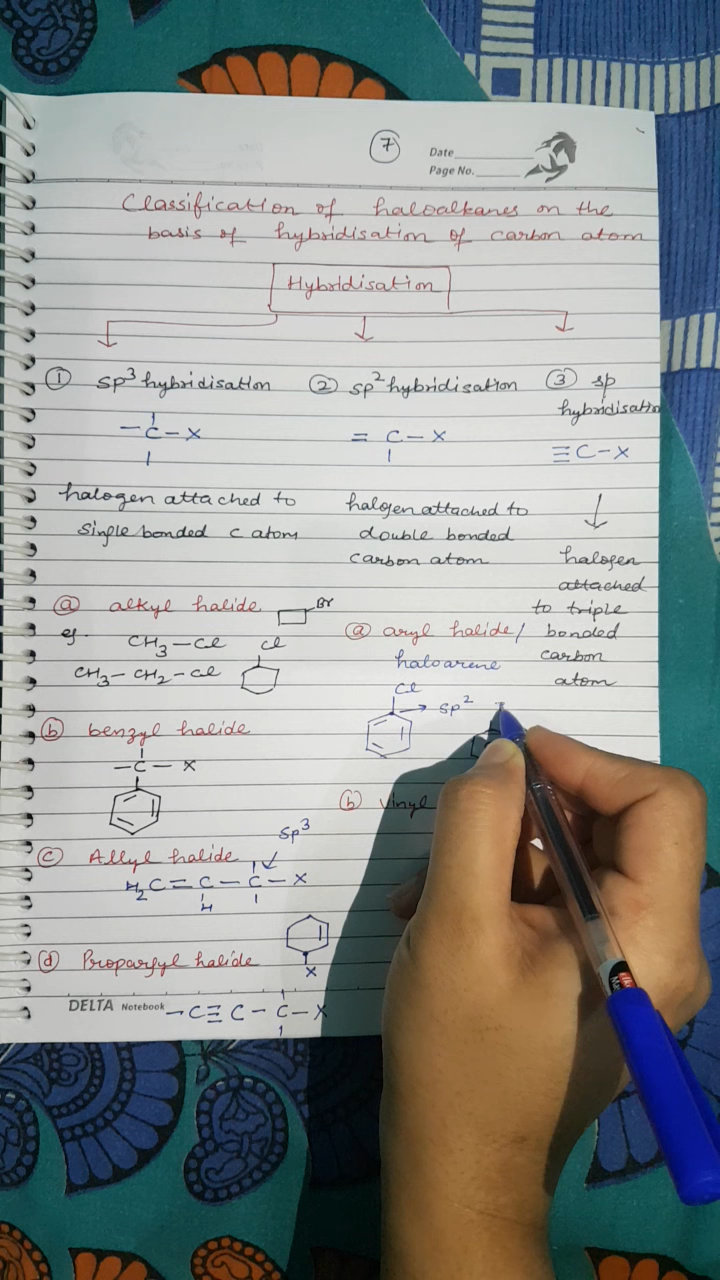 7
Date
Page No.
Classification of haloalkanes on the
basis of hybridisation of carbon atom
Hybridisation
① sp³ hybridisation
-C-X
halogen attached to
single bonded c atom
ⓐ alkyl halide
Br
eg. CH₃-Cl
CH₃-CH₂-Cl
Cl
ⓑ benzyl halide
-C-X
ⓒ Allyl halide
sp³
H₂C=C-C-X
H
X
ⓓ Propargyl halide
-C≡C-C-X
② sp² hybridisation
=C-X
halogen attached to
double bonded
carbon atom
ⓐ aryl halide/
haloarene
Cl
→ sp²
ⓑ vinyl
③ sp
hybridisation
≡C-X
halogen
attached
to triple
bonded
carbon
atom
DELTA Notebook